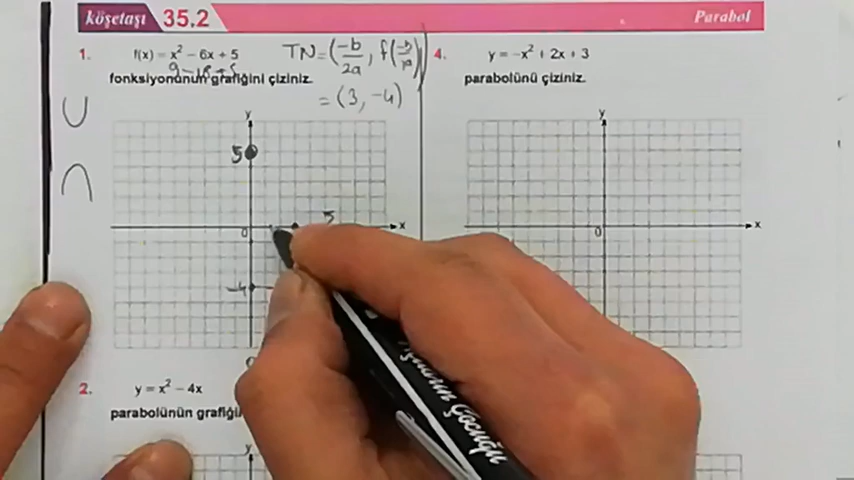 köşetaşı 35.2
Parabol
1. f(x) = x² − 6x + 5
TN = (-b/2a, f(-b/2a))
9 - 18 + 5
fonksiyonunun grafiğini çiziniz.
= (3, -4)
y
5
5
0
x
-4
2. y = x² − 4x
parabolünün
y
4. y = −x² + 2x + 3
parabolünü çiziniz.
y
0
x
y
Çocuğu